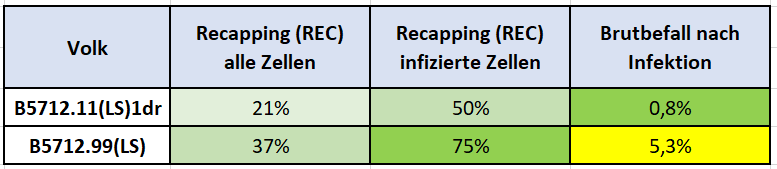 Volk Recapping (REC) alle Zellen Recapping (REC) infizierte Zellen Brutbefall nach Infektion
B5712.11(LS)1dr 21% 50% 0,8%
B5712.99(LS) 37% 75% 5,3%